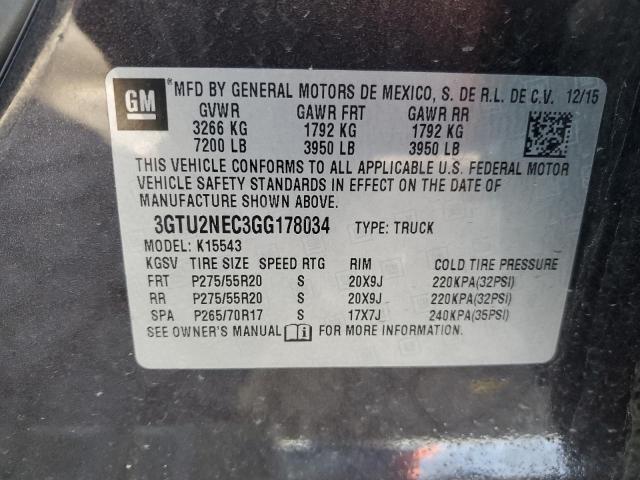 GM
*MFD BY GENERAL MOTORS DE MEXICO, S. DE R.L. DE C.V. 12/15
GVWR GAWR FRT GAWR RR
3266 KG 1792 KG 1792 KG
7200 LB 3950 LB 3950 LB
THIS VEHICLE CONFORMS TO ALL APPLICABLE U.S. FEDERAL MOTOR
VEHICLE SAFETY STANDARDS IN EFFECT ON THE DATE OF
MANUFACTURE SHOWN ABOVE.
3GTU2NEC3GG178034 TYPE: TRUCK
MODEL: K15543
KGSV TIRE SIZE SPEED RTG RIM COLD TIRE PRESSURE
FRT P275/55R20 S 20X9J 220KPA(32PSI)
RR P275/55R20 S 20X9J 220KPA(32PSI)
SPA P265/70R17 S 17X7J 240KPA(35PSI)
SEE OWNER'S MANUAL i FOR MORE INFORMATION.